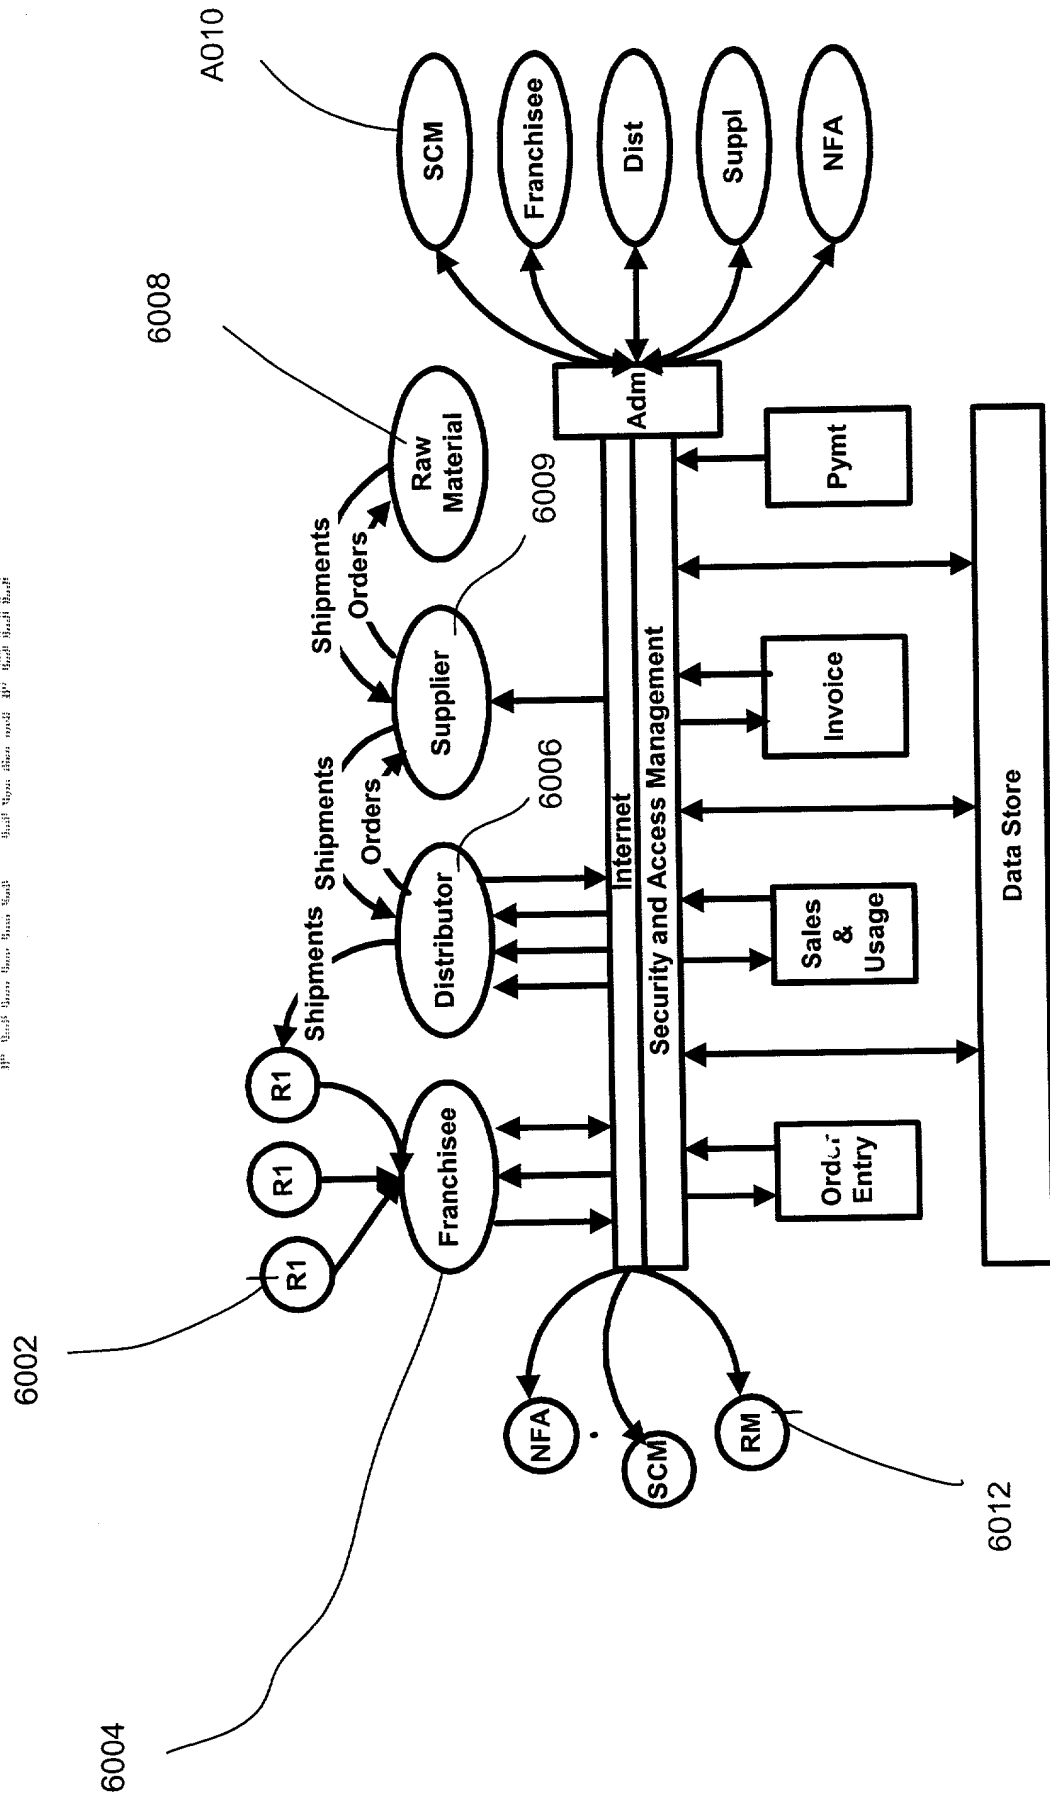 6002
6004
R1
R1
R1
Shipments
Shipments
Shipments
Orders
Orders
6008
A010
Franchisee
Distributor
Supplier
Raw
Material
6006
6009
NFA
SCM
RM
6012
Internet
Security and Access Management
Adm
SCM
Franchisee
Dist
Suppl
NFA
Order
Entry
Sales
&
Usage
Invoice
Pymt
Data Store